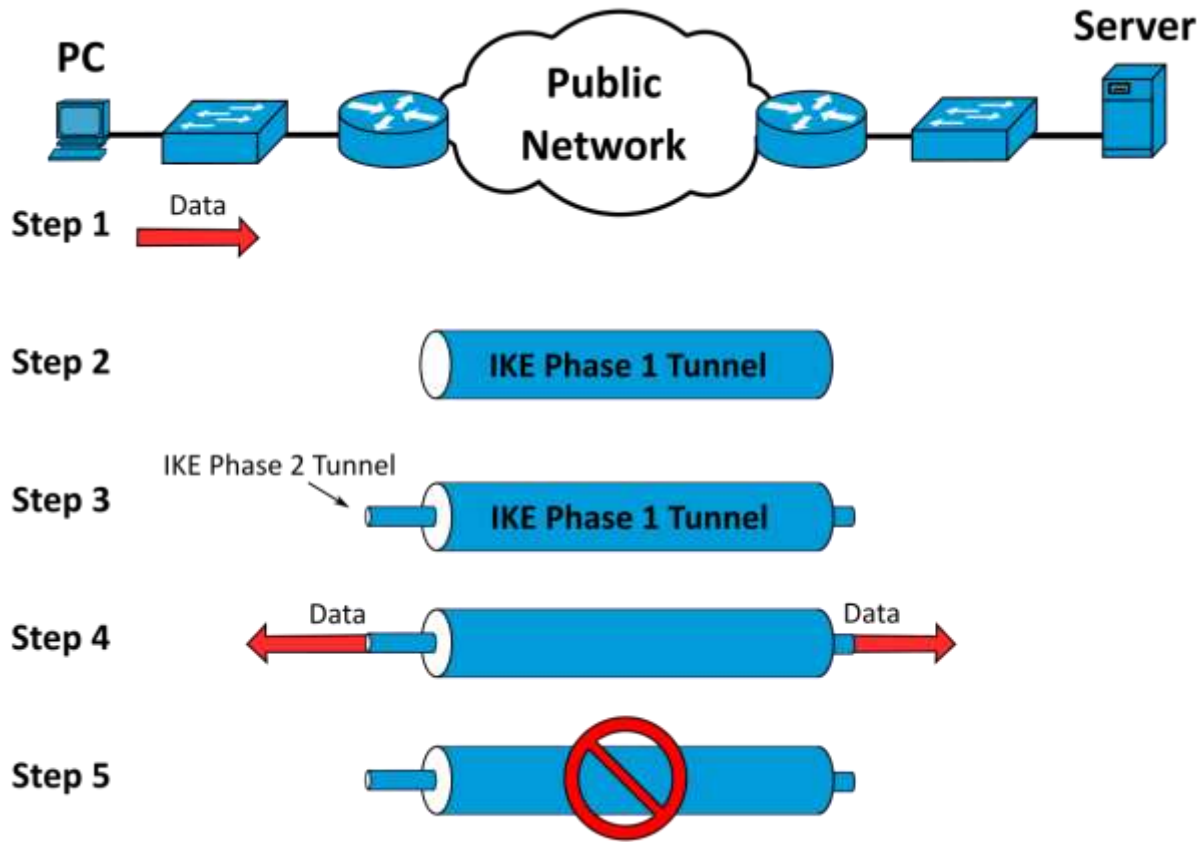 PC
Public
Network
Server
Step 1
Data
Step 2
IKE Phase 1 Tunnel
IKE Phase 2 Tunnel
Step 3
IKE Phase 1 Tunnel
Step 4
Data
Data
Step 5